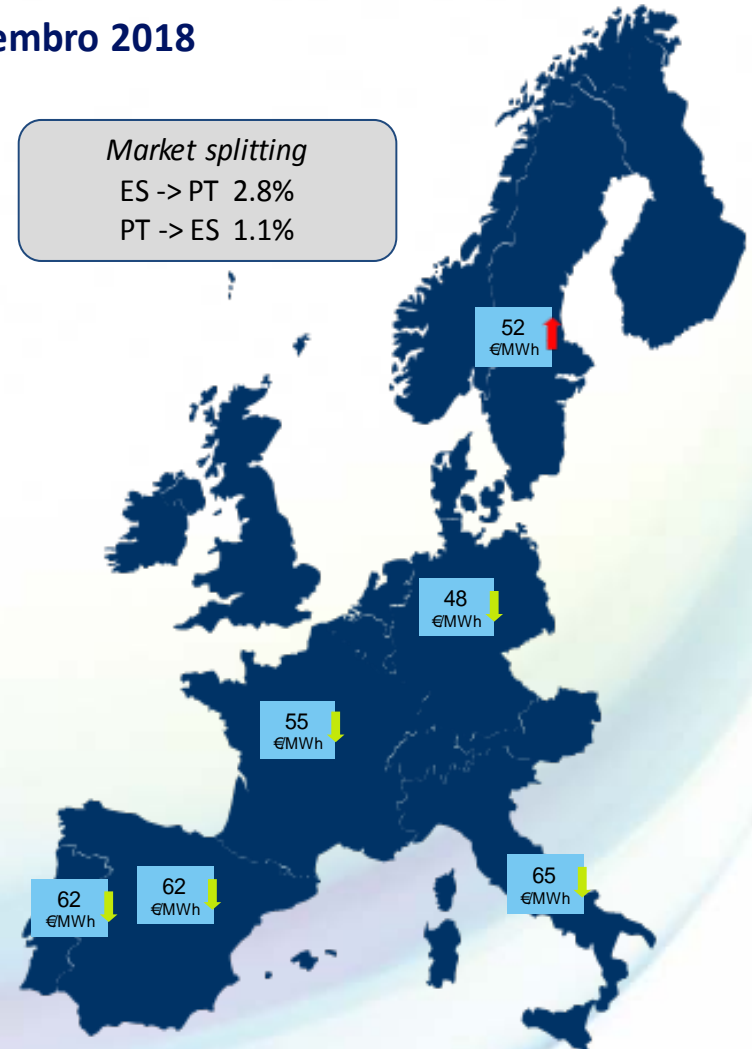 embro 2018
Market splitting
ES -> PT 2.8%
PT -> ES 1.1%
52
€/MWh
48
€/MWh
55
€/MWh
62
€/MWh
62
€/MWh
65
€/MWh